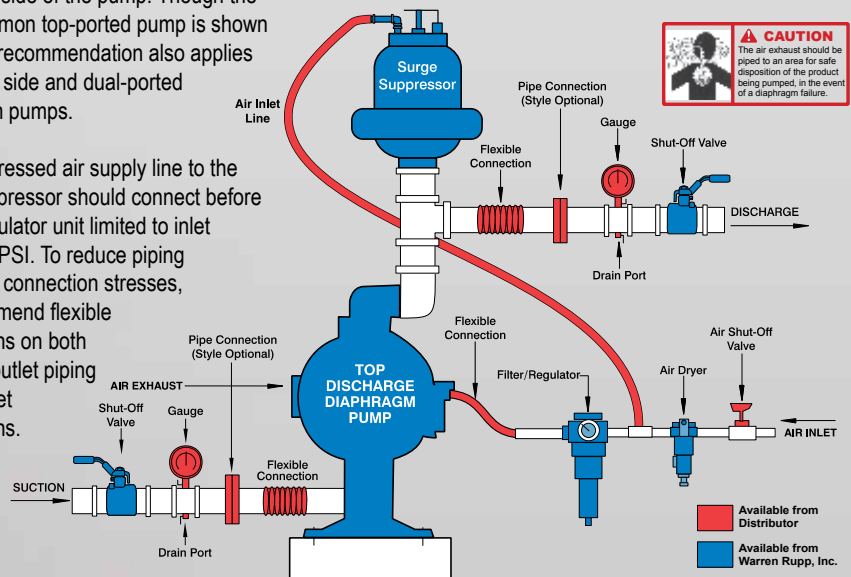 side of the pump. Though the
mon top-ported pump is shown
recommendation also applies
side and dual-ported
pumps.
ressed air supply line to the
pressor should connect before
ulator unit limited to inlet
PSI. To reduce piping
connection stresses,
mend flexible
ns on both
outlet piping
et
ns.
Surge
Suppressor
Air Inlet
Line
CAUTION
The air exhaust should be
piped to an area for safe
disposition of the product
being pumped, in the event
of a diaphragm failure.
Pipe Connection
(Style Optional)
Gauge
Flexible
Connection
Shut-Off Valve
DISCHARGE
Drain Port
Pipe Connection
(Style Optional)
AIR EXHAUST
TOP
DISCHARGE
DIAPHRAGM
PUMP
Flexible
Connection
Filter/Regulator
Air Dryer
Air Shut-Off
Valve
AIR INLET
Shut-Off
Valve
Gauge
Flexible
Connection
SUCTION
Drain Port
Available from
Distributor
Available from
Warren Rupp, Inc.